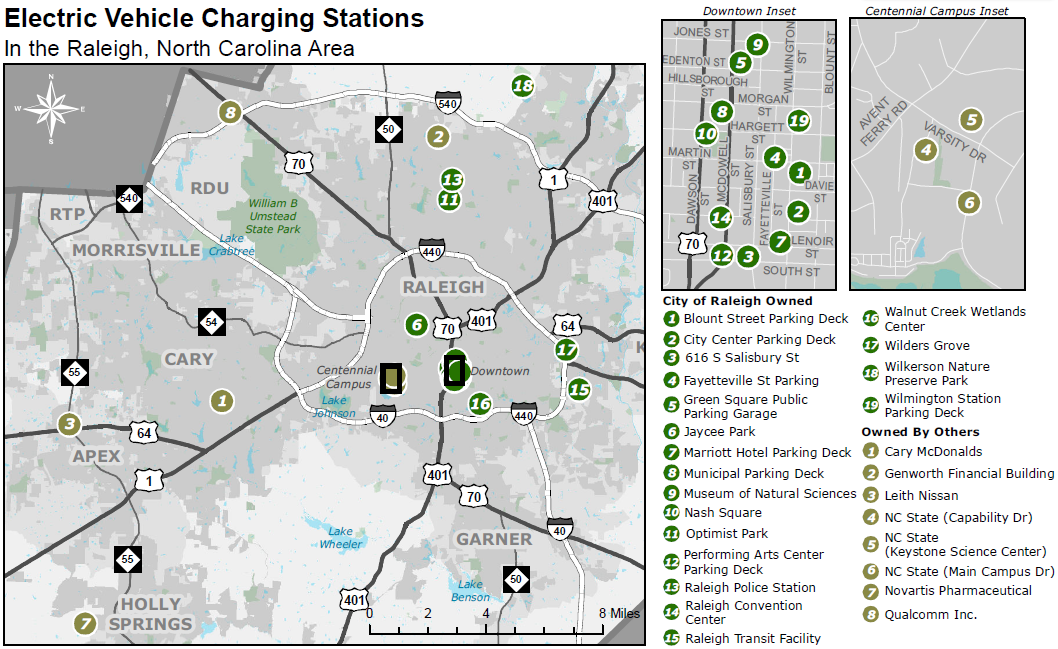 Electric Vehicle Charging Stations
In the Raleigh, North Carolina Area
N
W E
S
18
540
8
50
2
70
13
11
1
401
RDU
540
RTP
William B
Umstead
State Park
MORRISVILLE
Lake
Crabtree
440
RALEIGH
54
6
70
401
64
17
K
CARY
55
Centennial
Campus
Downtown
1
Lake
Johnson
16
15
40
440
3
64
APEX
1
401
70
40
Lake
Wheeler
GARNER
55
50
Lake
Benson
401
HOLLY
SPRINGS
7
0 2 4 8 Miles
Downtown Inset
JONES ST
9
EDENTON ST
5
WILMINGTON
ST
BLOUNT ST
HILLSBOROUGH
ST
MORGAN
ST
8
19
10
HARGETT
ST
MARTIN
ST
4
1
DAVIE
ST
DAWSON
ST
MCDOWELL
ST
SALISBURY ST
FAYETTEVILLE
ST
2
14
70
7
LENOIR
ST
12
3
SOUTH ST
Centennial Campus Inset
AVENT
FERRY RD
5
VARSITY DR
4
6
City of Raleigh Owned
1 Blount Street Parking Deck
2 City Center Parking Deck
3 616 S Salisbury St
4 Fayetteville St Parking
5 Green Square Public
Parking Garage
6 Jaycee Park
7 Marriott Hotel Parking Deck
8 Municipal Parking Deck
9 Museum of Natural Sciences
10 Nash Square
11 Optimist Park
12 Performing Arts Center
Parking Deck
13 Raleigh Police Station
14 Raleigh Convention
Center
15 Raleigh Transit Facility
16 Walnut Creek Wetlands
Center
17 Wilders Grove
18 Wilkerson Nature
Preserve Park
19 Wilmington Station
Parking Deck
Owned By Others
1 Cary McDonalds
2 Genworth Financial Building
3 Leith Nissan
4 NC State (Capability Dr)
5 NC State
(Keystone Science Center)
6 NC State (Main Campus Dr)
7 Novartis Pharmaceutical
8 Qualcomm Inc.